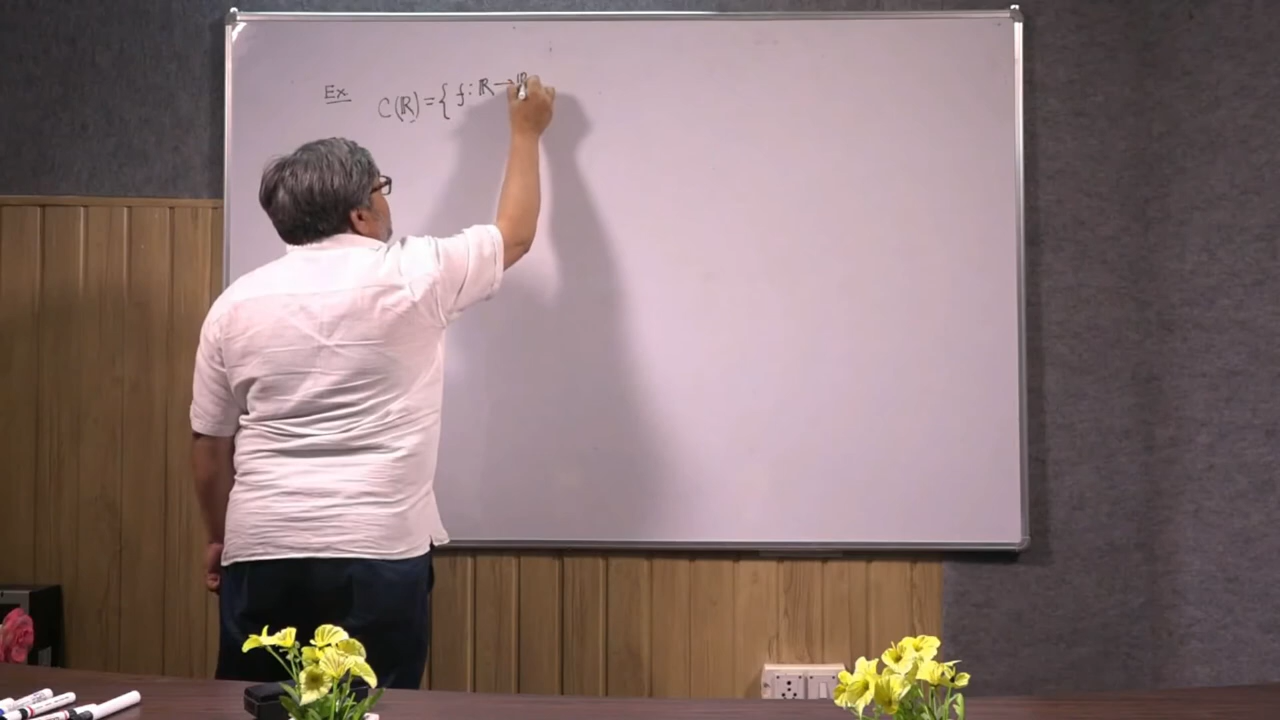 Ex C(ℝ) = { f : ℝ → ℝ